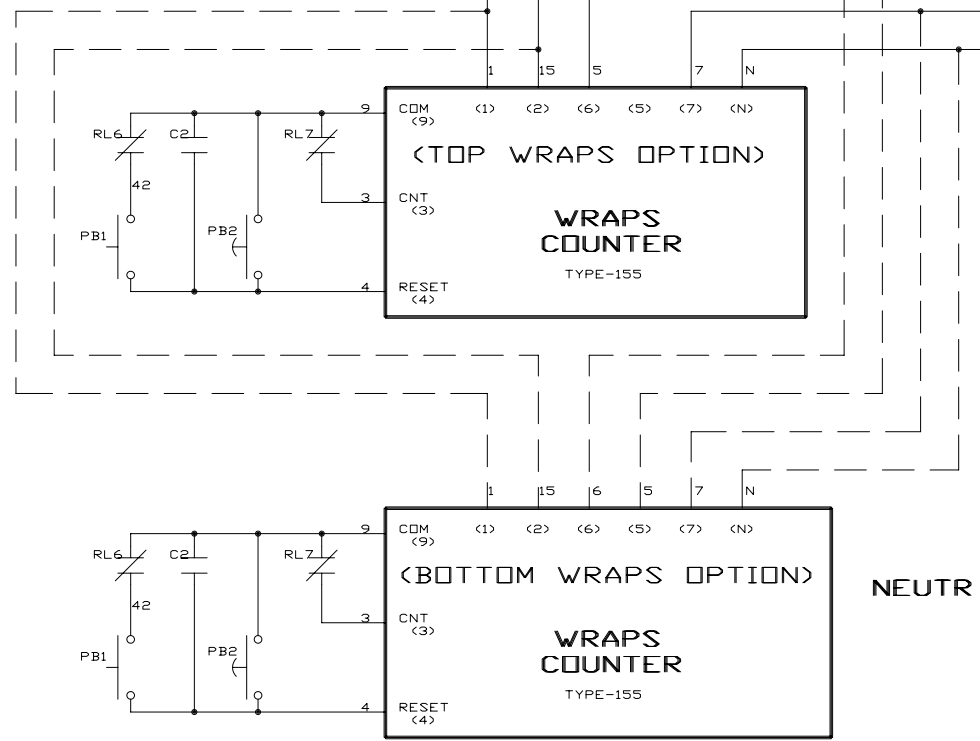 1 15 5 7 N
9 COM (1) (2) (6) (5) (7) (N)
(9)
RL6 C2 RL7
(TOP WRAPS OPTION)
42
3 CNT
(3)
WRAPS
PB1 PB2
COUNTER
TYPE-155
4 RESET
(4)
1 15 6 5 7 N
9 COM (1) (2) (6) (5) (7) (N)
(9)
RL6 C2 RL7
(BOTTOM WRAPS OPTION)
NEUTR
42
3 CNT
(3)
WRAPS
PB1 PB2
COUNTER
TYPE-155
4 RESET
(4)